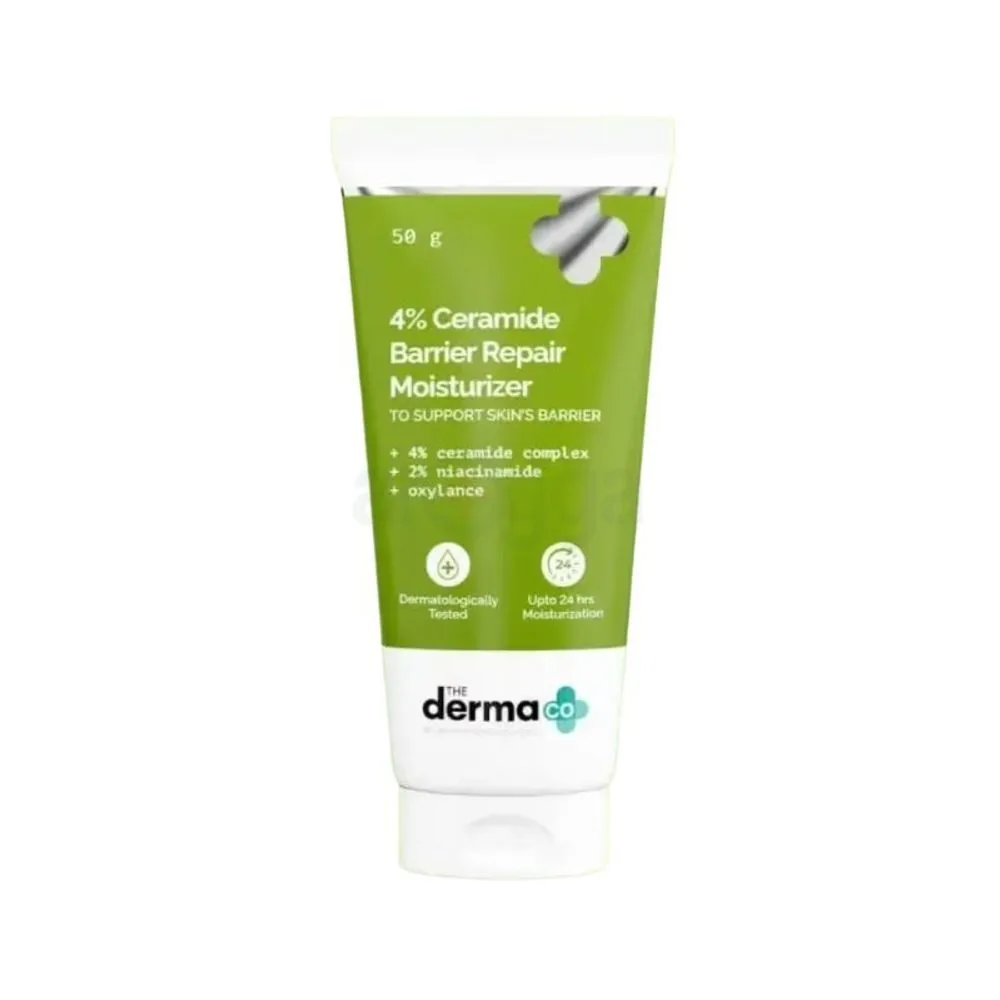 50 g
4% Ceramide
Barrier Repair
Moisturizer
TO SUPPORT SKIN'S BARRIER
+ 4% ceramide complex
+ 2% niacinamide
+ oxylance
24
Dermatologically
Tested
Upto 24 hrs
Moisturization
THE
derma co